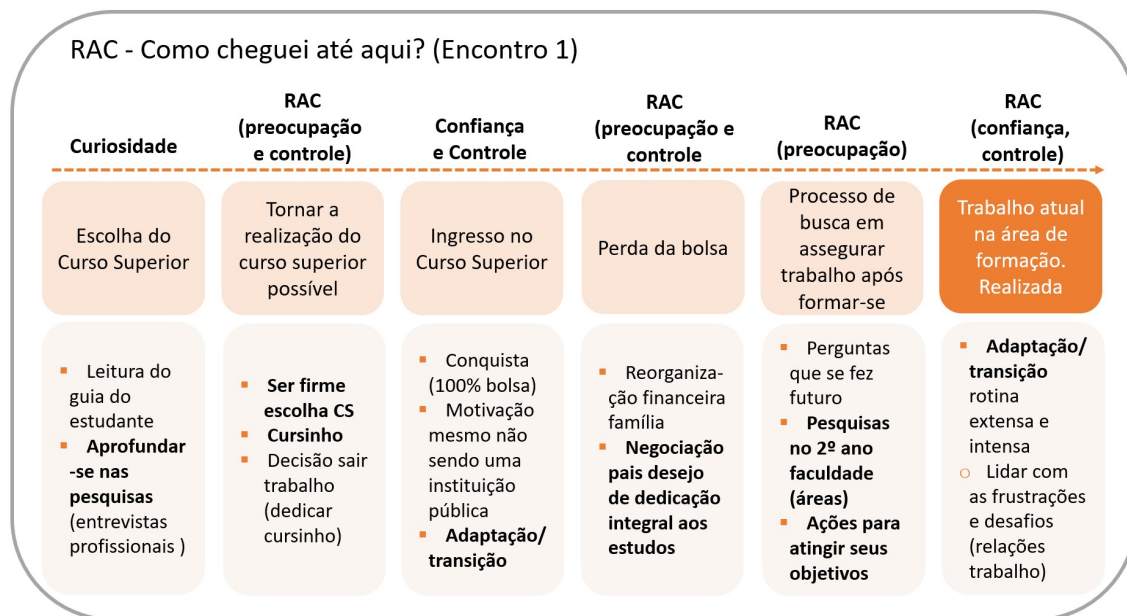 RAC - Como cheguei até aqui? (Encontro 1)
Curiosidade
RAC
(preocupação
e controle)
Confiança
e Controle
RAC
(preocupação e
controle
RAC
(preocupação)
RAC
(confiança,
controle)
Escolha do
Curso Superior
Tornar a
realização do
curso superior
possível
Ingresso no
Curso Superior
Perda da bolsa
Processo de
busca em
assegurar
trabalho após
formar-se
Trabalho atual
na área de
formação.
Realizada
▪ Leitura do
guia do
estudante
▪ Aprofundar
-se nas
pesquisas
(entrevistas
profissionais )
▪ Ser firme
escolha CS
▪ Cursinho
▪ Decisão sair
trabalho
(dedicar
cursinho)
▪ Conquista
(100% bolsa)
▪ Motivação
mesmo não
sendo uma
instituição
pública
▪ Adaptação/
transição
▪ Reorganiza-
ção financeira
família
▪ Negociação
pais desejo
de dedicação
integral aos
estudos
▪ Perguntas
que se fez
futuro
▪ Pesquisas
no 2º ano
faculdade
(áreas)
▪ Ações para
atingir seus
objetivos
▪ Adaptação/
transição
rotina
extensa e
intensa
○ Lidar com
as frustrações
e desafios
(relações
trabalho)